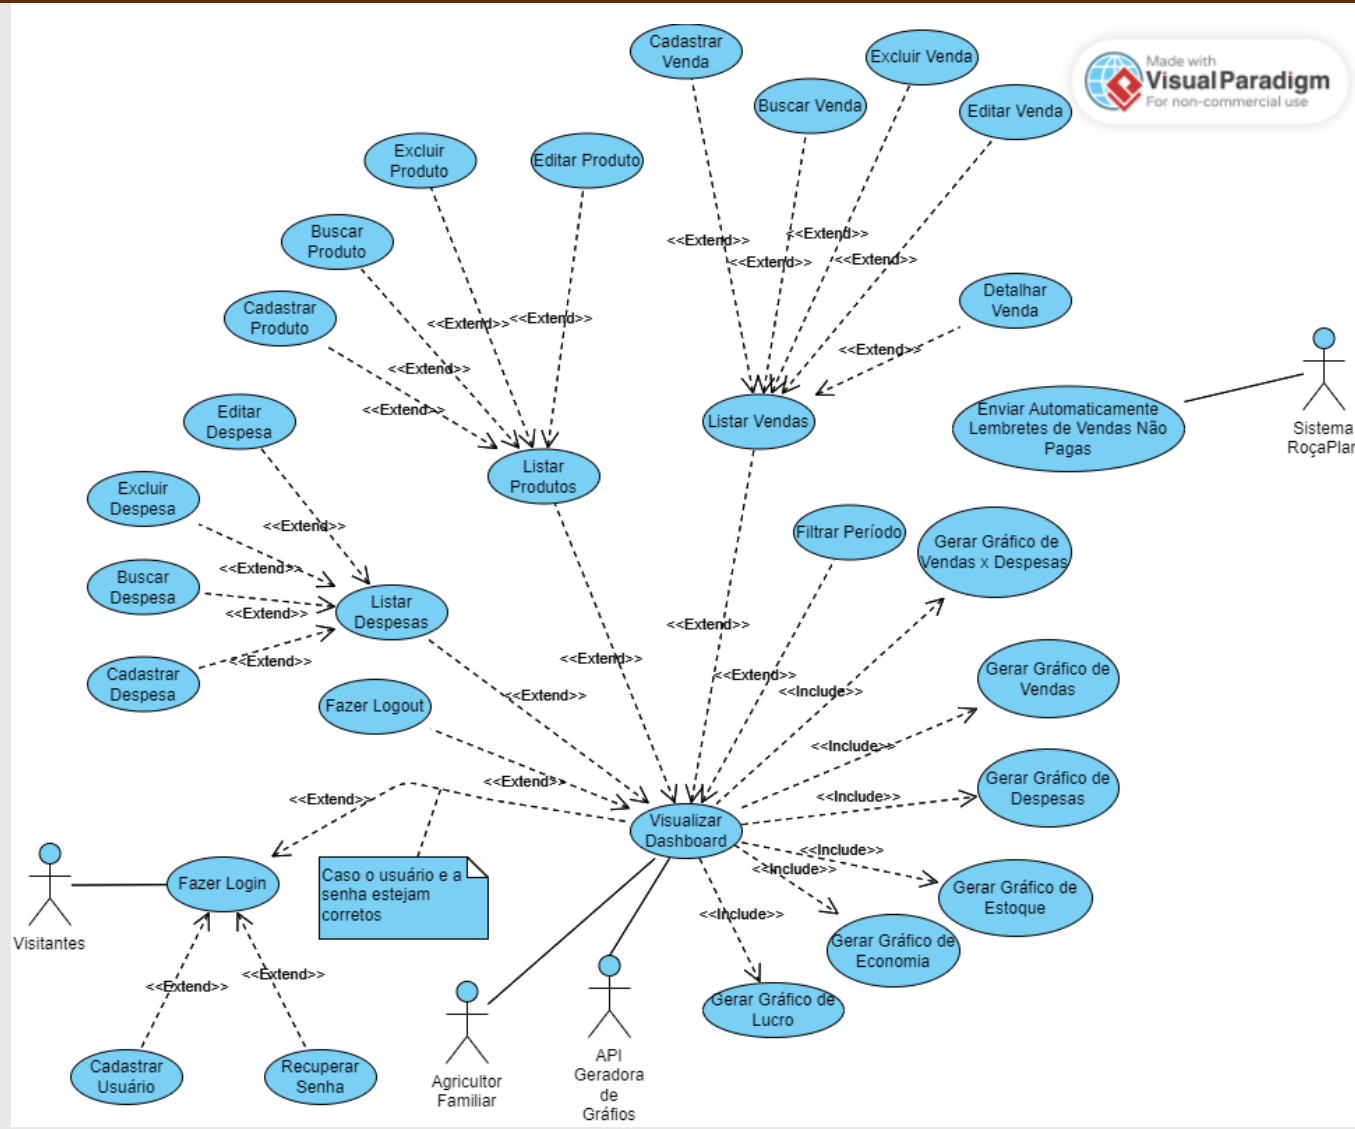 Cadastrar
Venda
Excluir Venda
Made with
Visual Paradigm
For non-commercial use
Buscar Venda
Editar Venda
Excluir
Produto
Editar Produto
Buscar
Produto
<<Extend>>
<<Extend>>
<<Extend>>
<<Extend>>
Detalhar
Venda
Cadastrar
Produto
<<Extend>>
<<Extend>>
<<Extend>>
<<Extend>>
<<Extend>>
Editar
Despesa
Listar Vendas
Enviar Automaticamente
Lembretes de Vendas Não
Pagas
Sistema
RoçaPlan
Listar
Produtos
Excluir
Despesa
<<Extend>>
Filtrar Período
Gerar Gráfico de
Vendas x Despesas
<<Extend>>
Buscar
Despesa
<<Extend>>
Listar
Despesas
<<Extend>>
<<Extend>>
<<Extend>>
Cadastrar
Despesa
<<Extend>>
<<Extend>>
<<Include>>
Gerar Gráfico de
Vendas
Fazer Logout
<<Include>>
<<Extend>>
<<Extend>>
<<Include>>
Gerar Gráfico de
Despesas
Visualizar
Dashboard
<<Include>>
<<Include>>
Fazer Login
Caso o usuário e a
senha estejam
corretos
Gerar Gráfico de
Estoque
<<Include>>
Visitantes
Gerar Gráfico de
Economia
<<Extend>>
<<Extend>>
Gerar Gráfico de
Lucro
Cadastrar
Usuário
Recuperar
Senha
Agricultor
Familiar
API
Geradora
de
Gráfios